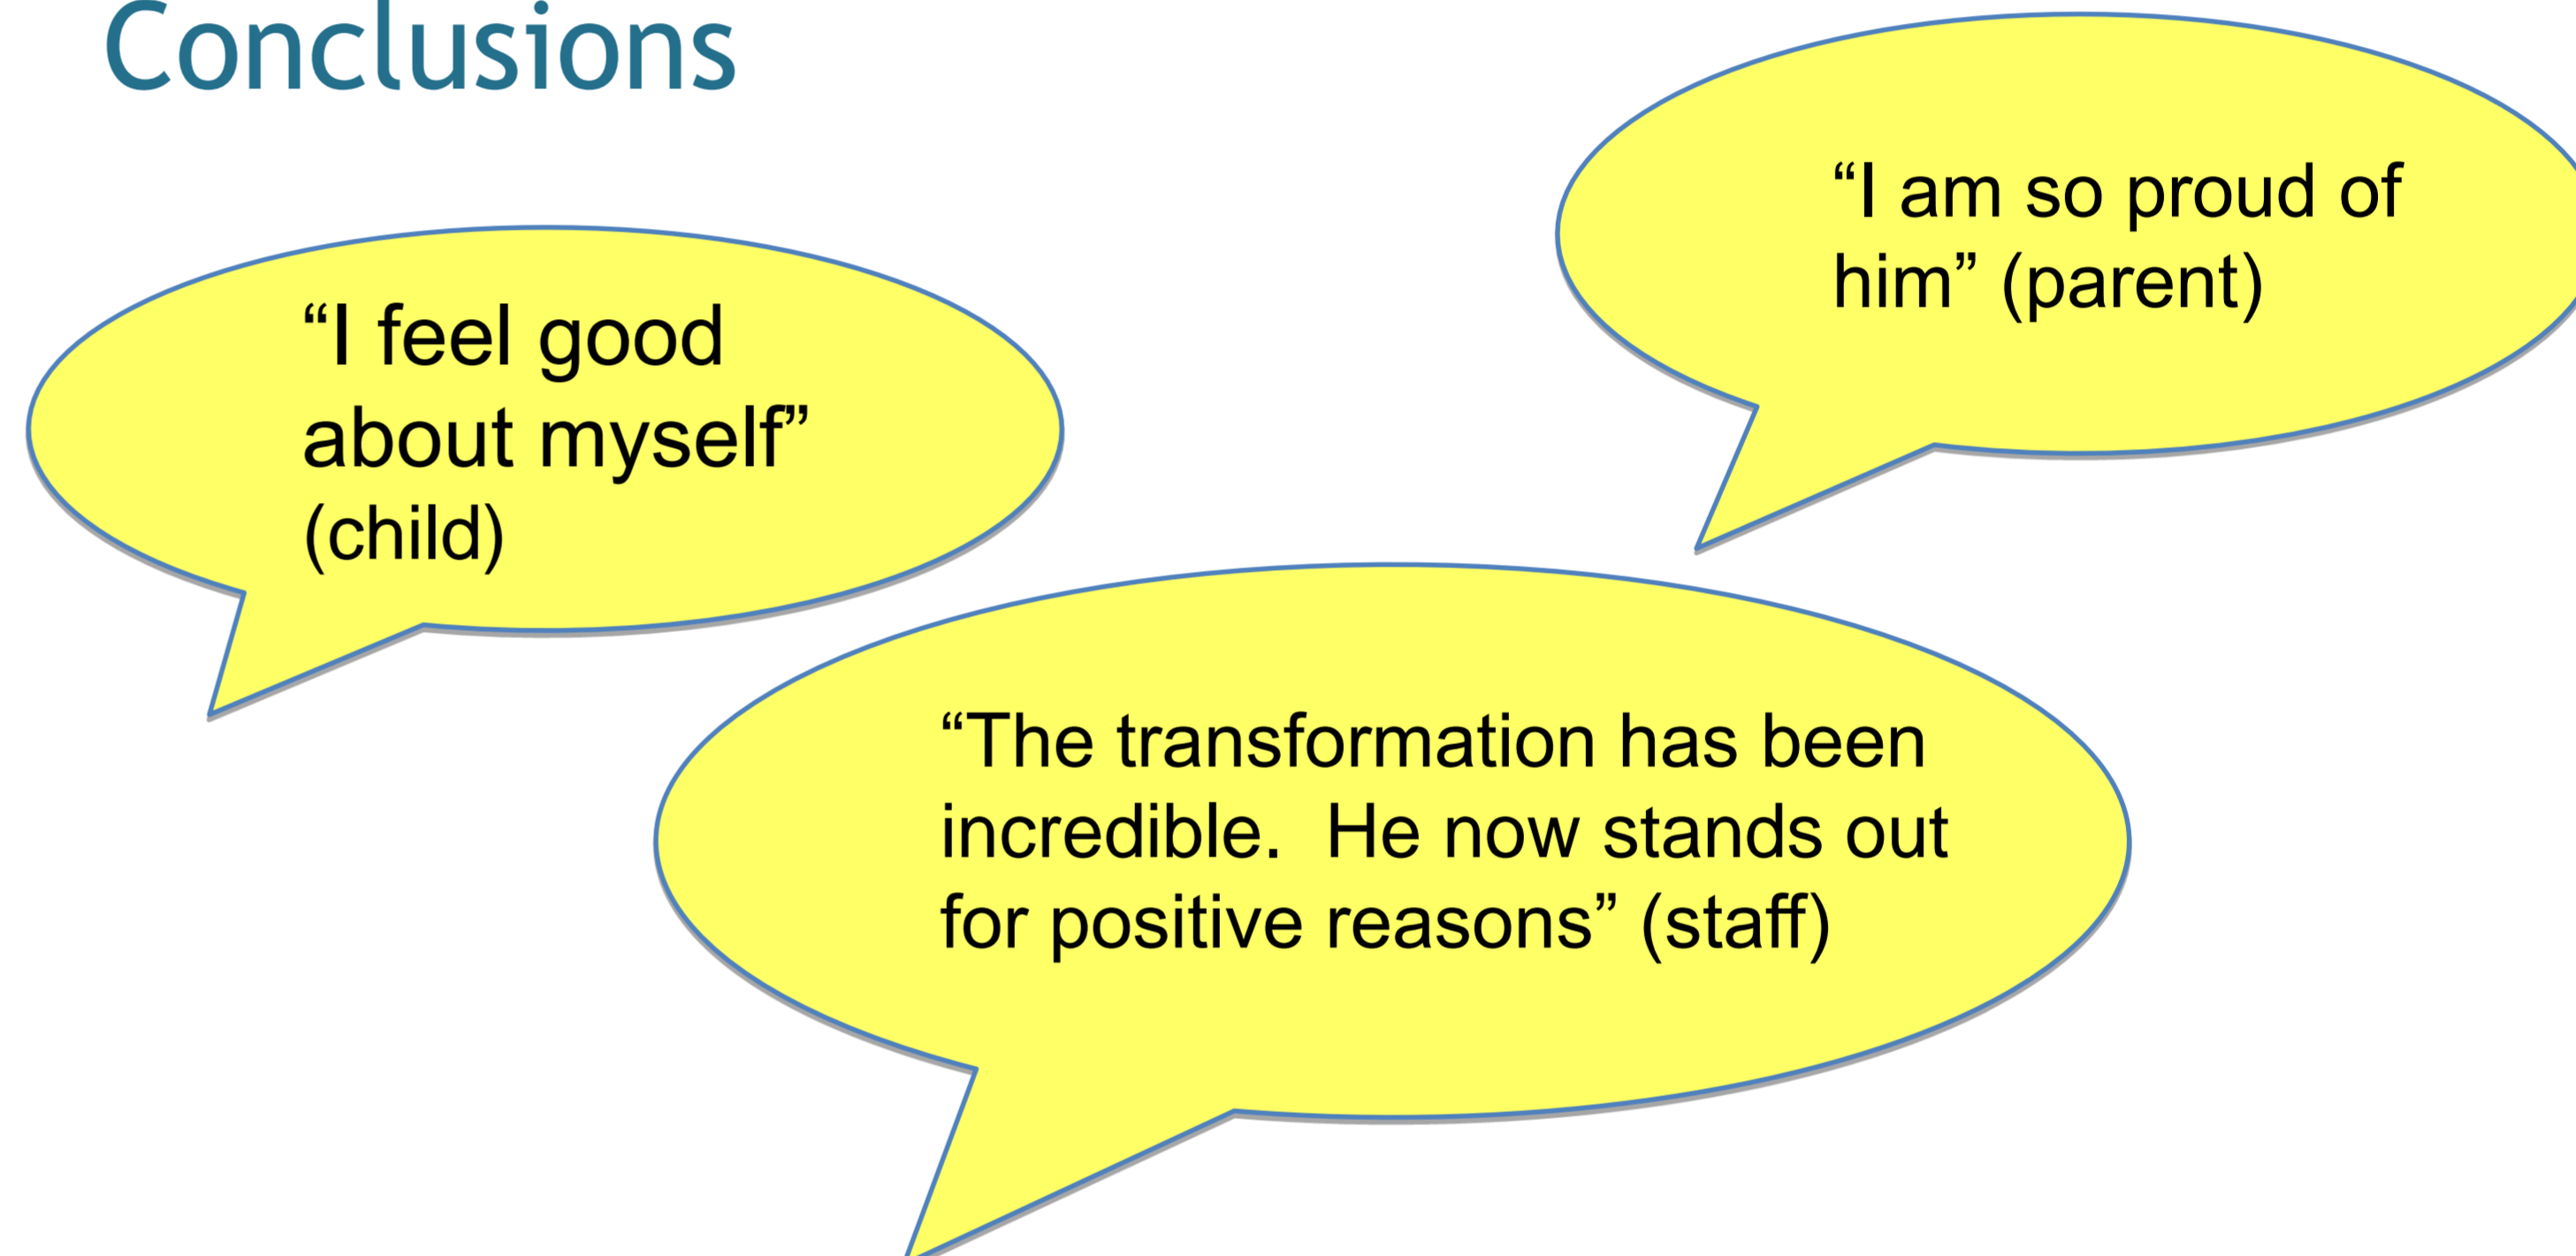 Conclusions
“I feel good
about myself”
(child)
“I am so proud of
him” (parent)
“The transformation has been
incredible.  He now stands out
for positive reasons” (staff)